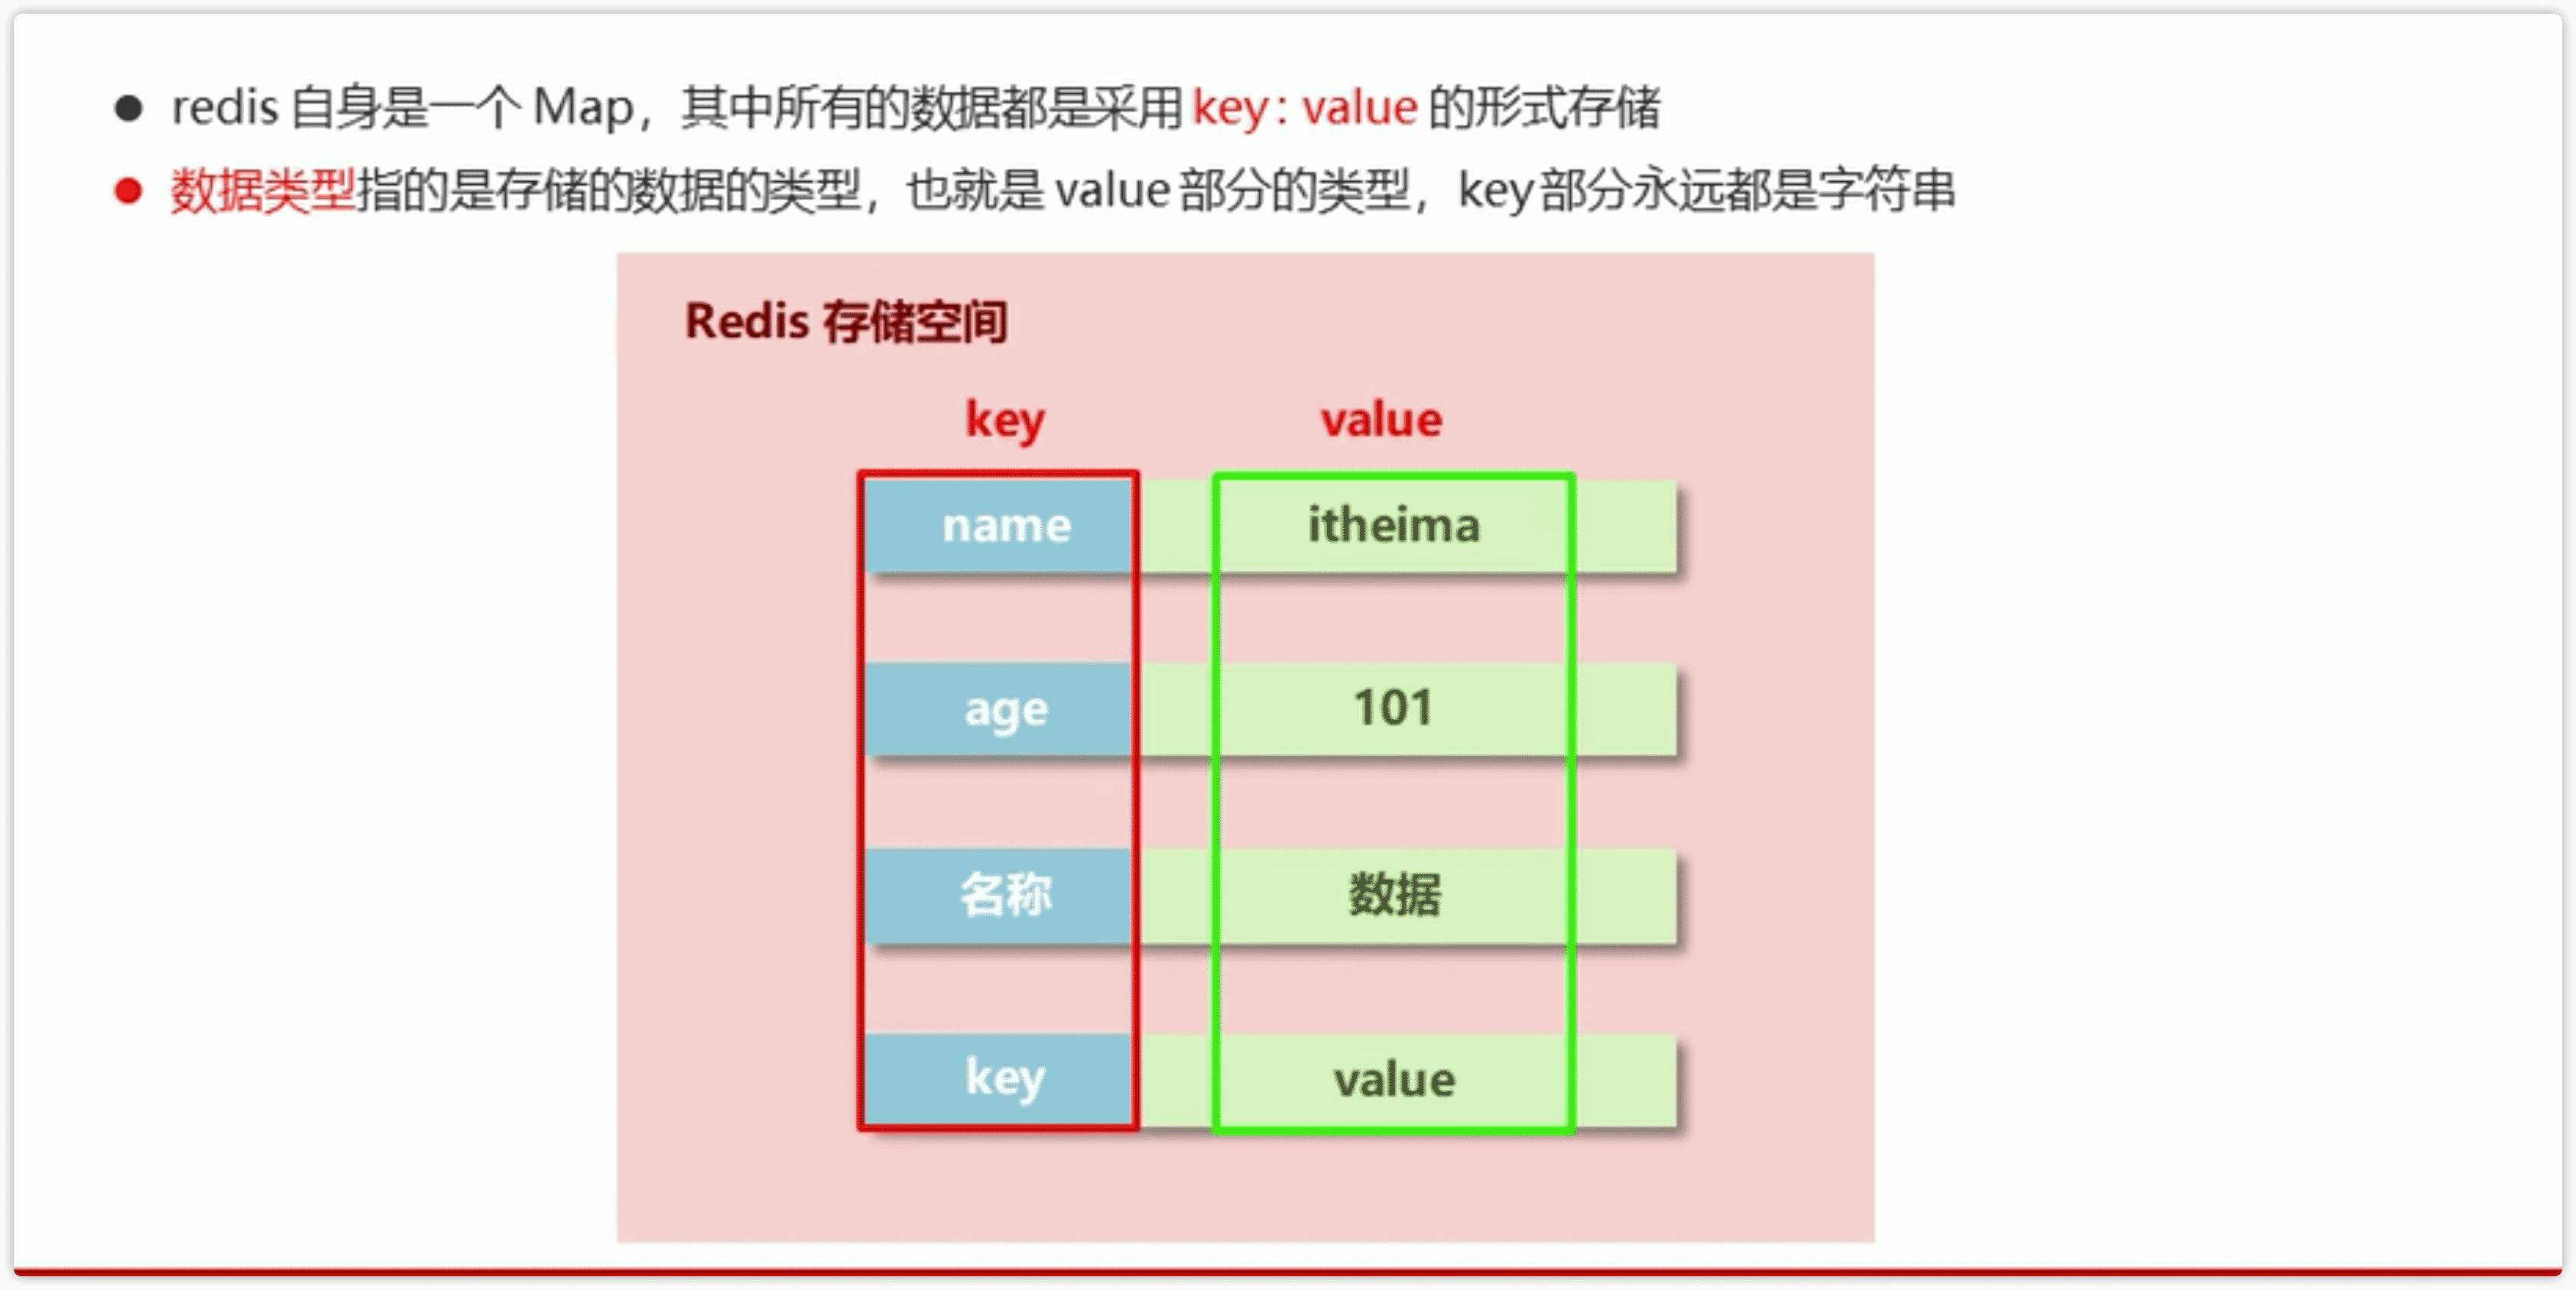 redis 自身是一个 Map，其中所有的数据都是采用 key : value 的形式存储
数据类型指的是存储的数据的类型，也就是 value 部分的类型，key 部分永远都是字符串
Redis 存储空间
key value
name itheima
age 101
名称 数据
key value